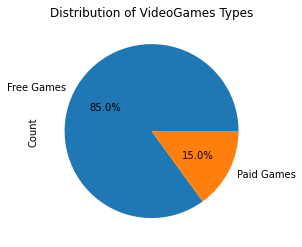 Distribution of VideoGames Types
Free Games
85.0%
Count
15.0%
Paid Games